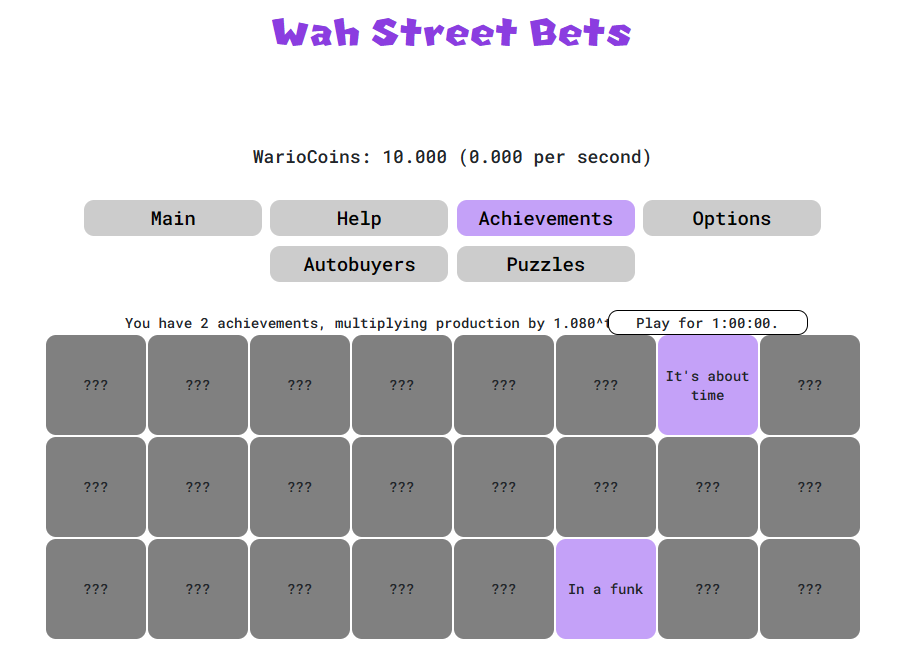 Wah Street Bets
WarioCoins: 10.000 (0.000 per second)
Main Help Achievements Options
Autobuyers Puzzles
You have 2 achievements, multiplying production by 1.080^ Play for 1:00:00.
??? ??? ??? ??? ??? ??? It's about ???
time
??? ??? ??? ??? ??? ??? ??? ???
??? ??? ??? ??? ??? In a funk ??? ???